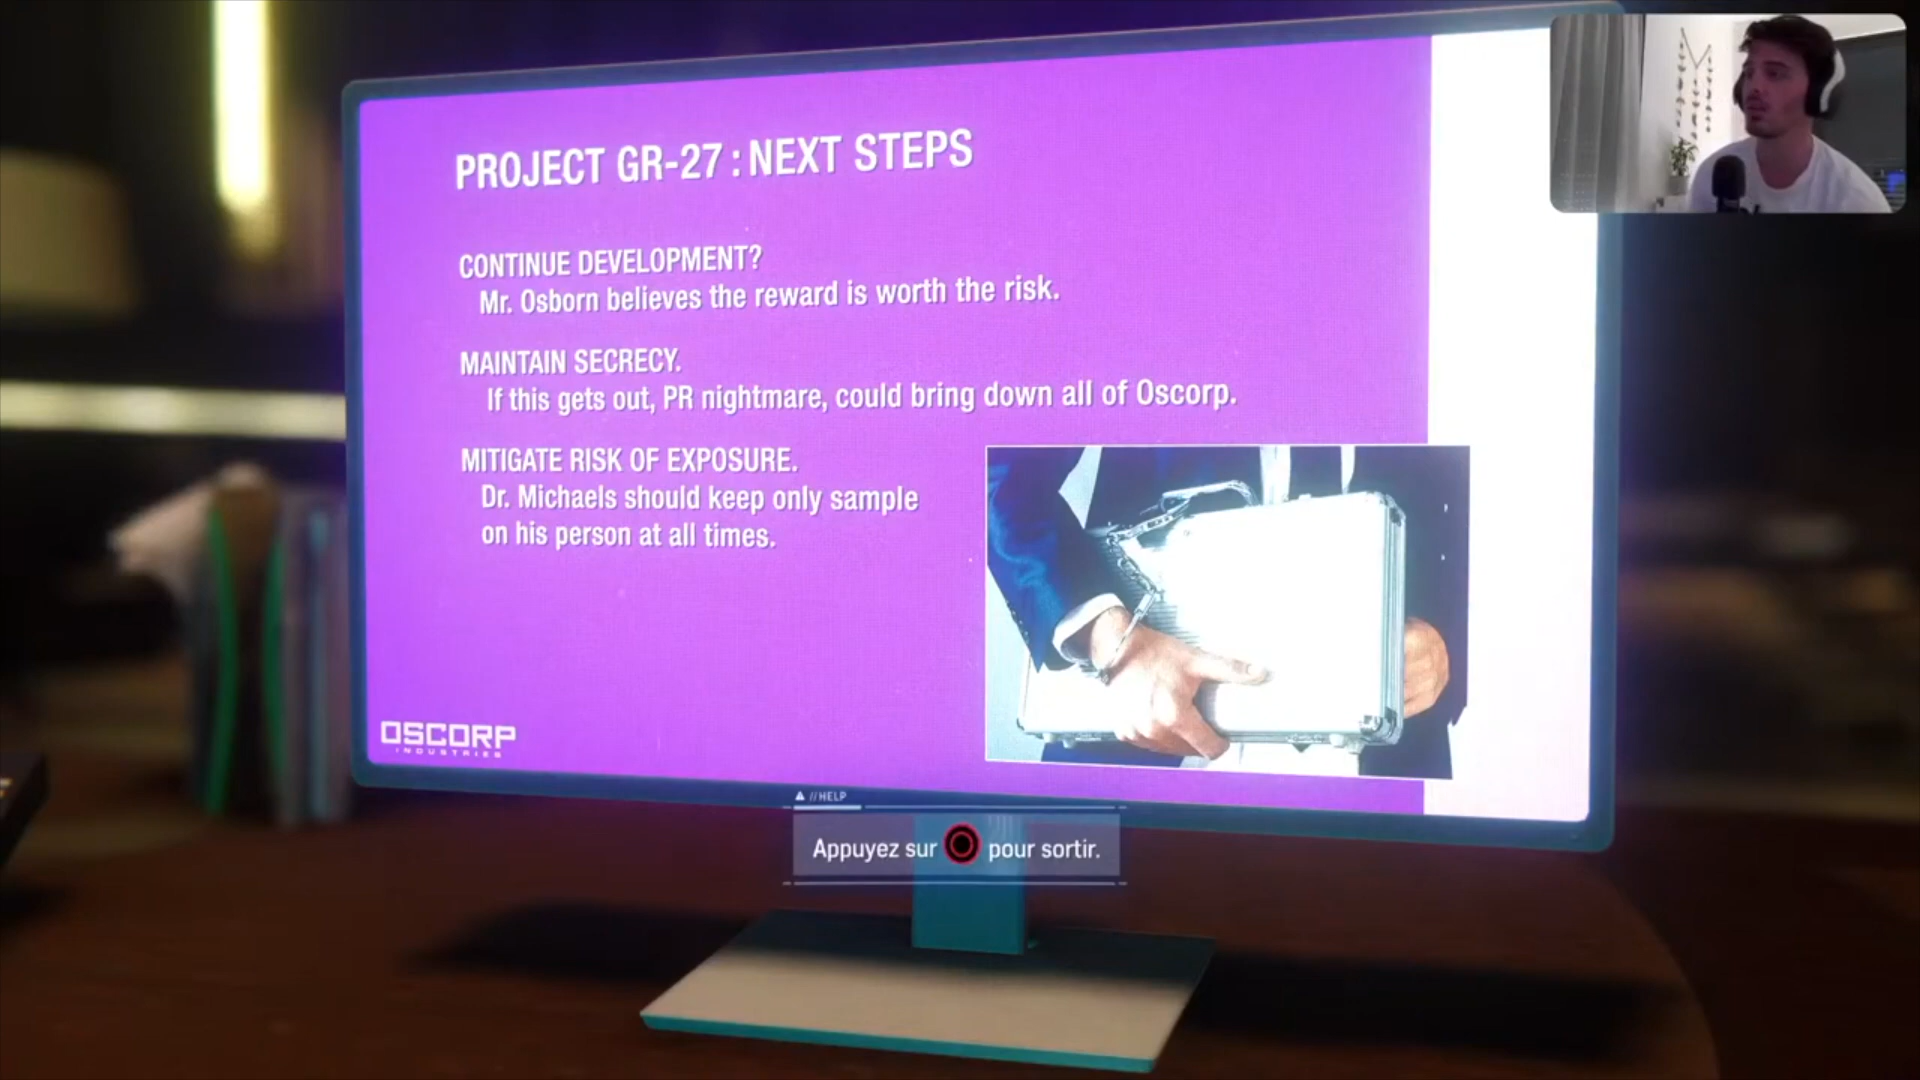 PROJECT GR-27 : NEXT STEPS
CONTINUE DEVELOPMENT?
Mr. Osborn believes the reward is worth the risk.
MAINTAIN SECRECY.
If this gets out, PR nightmare, could bring down all of Oscorp.
MITIGATE RISK OF EXPOSURE.
Dr. Michaels should keep only sample
on his person at all times.
OSCORP
INDUSTRIES
//HELP
Appuyez sur pour sortir.